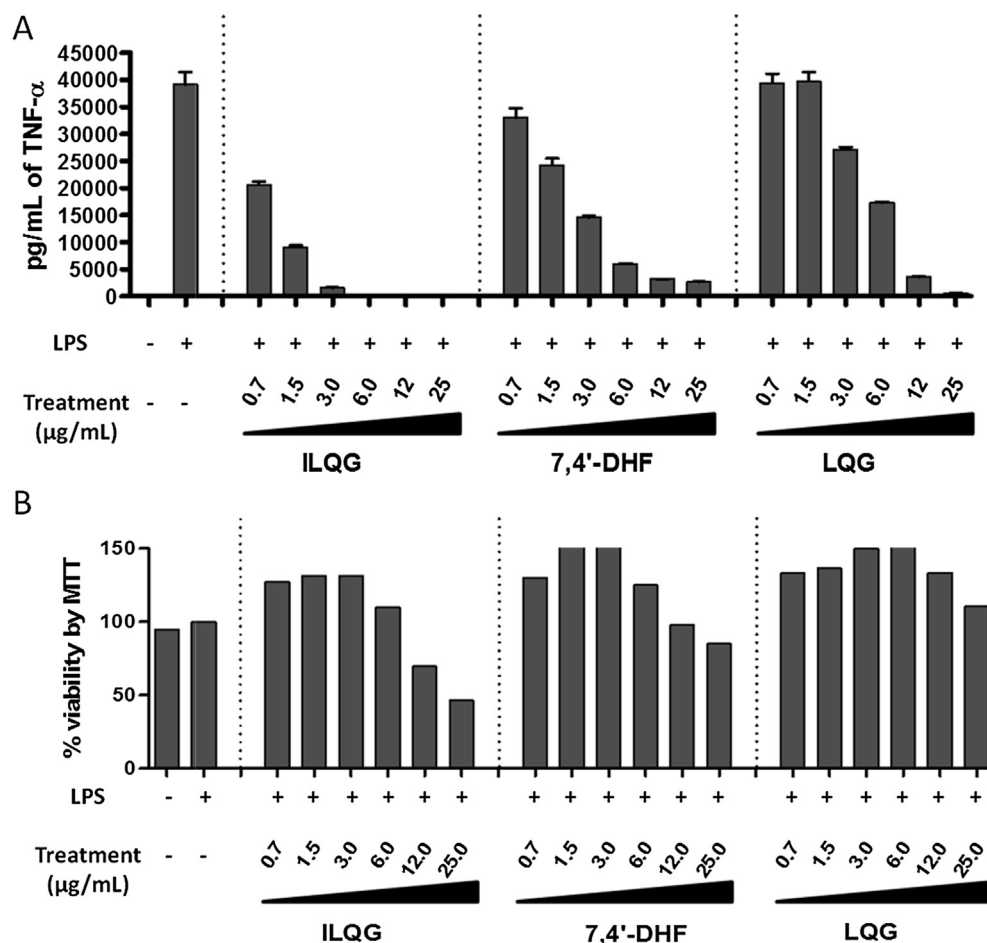 A
pg/mL of TNF-α
45000
40000
35000
30000
25000
20000
15000
10000
5000
0
LPS - + + + + + + + + + + + + + + + + + + +
Treatment (µg/mL) - - 0.7 1.5 3.0 6.0 12 25 0.7 1.5 3.0 6.0 12 25 0.7 1.5 3.0 6.0 12 25
ILQG 7,4'-DHF LQG
B
% viability by MTT
150
100
50
0
LPS - + + + + + + + + + + + + + + + + + + +
Treatment (µg/mL) - - 0.7 1.5 3.0 6.0 12.0 25.0 0.7 1.5 3.0 6.0 12.0 25.0 0.7 1.5 3.0 6.0 12.0 25.0
ILQG 7,4'-DHF LQG